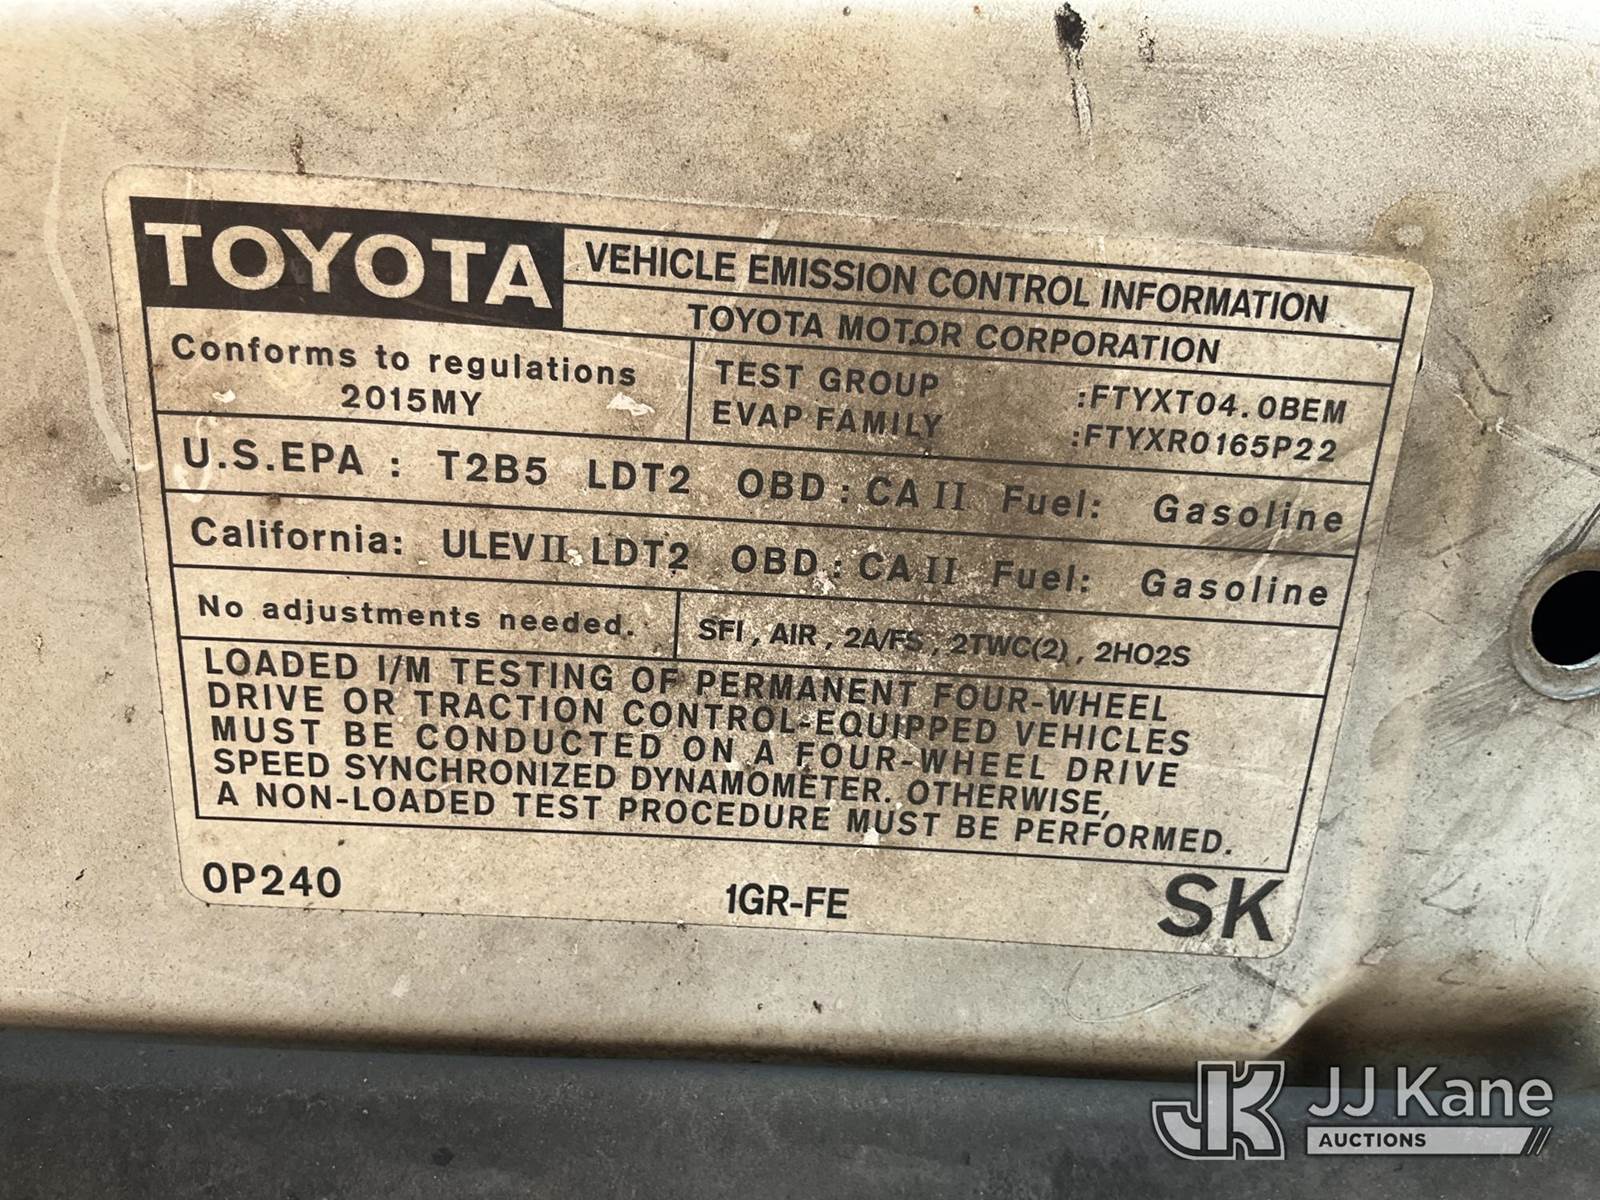 TOYOTA
VEHICLE EMISSION CONTROL INFORMATION
TOYOTA MOTOR CORPORATION
Conforms to regulations
2015MY
TEST GROUP :FTYXT04.0BEM
EVAP FAMILY :FTYXR0165P22
U.S.EPA : T2B5 LDT2 OBD : CA II Fuel: Gasoline
California: ULEV II, LDT2 OBD : CA II Fuel: Gasoline
No adjustments needed.
SFI , AIR , 2A/FS , 2TWC(2) , 2HO2S
LOADED I/M TESTING OF PERMANENT FOUR-WHEEL
DRIVE OR TRACTION CONTROL-EQUIPPED VEHICLES
MUST BE CONDUCTED ON A FOUR-WHEEL DRIVE
SPEED SYNCHRONIZED DYNAMOMETER. OTHERWISE,
A NON-LOADED TEST PROCEDURE MUST BE PERFORMED.
0P240
1GR-FE
SK
JK JJ Kane
AUCTIONS